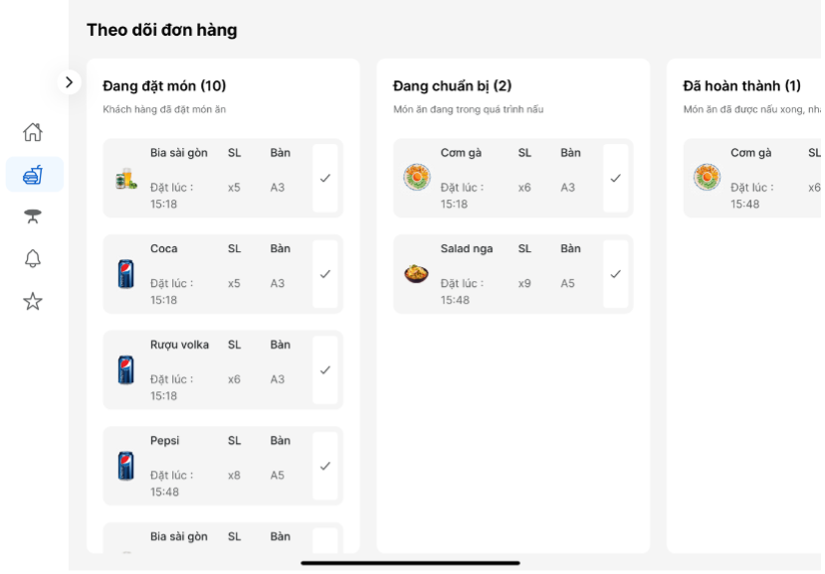 Theo dõi đơn hàng
Đang đặt món (10)
Khách hàng đã đặt món ăn
Bia sài gòn SL Bàn
Đặt lúc : x5 A3
15:18
Coca SL Bàn
Đặt lúc : x5 A3
15:18
Rượu volka SL Bàn
Đặt lúc : x6 A3
15:18
Pepsi SL Bàn
Đặt lúc : x8 A5
15:48
Bia sài gòn SL Bàn
Đang chuẩn bị (2)
Món ăn đang trong quá trình nấu
Cơm gà SL Bàn
Đặt lúc : x6 A3
15:18
Salad nga SL Bàn
Đặt lúc : x9 A5
15:48
Đã hoàn thành (1)
Món ăn đã được nấu xong,
Cơm gà SL
Đặt lúc : x6
15:48